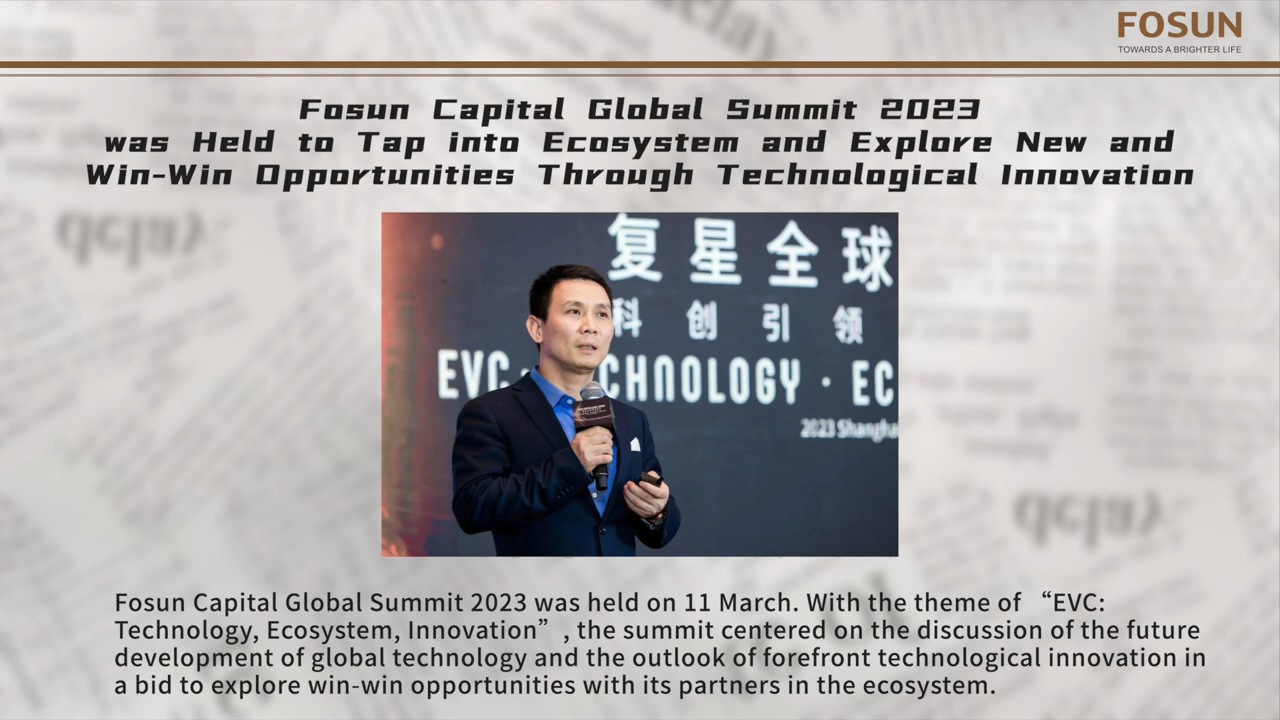 FOSUN
TOWARDS A BRIGHTER LIFE
Fosun Capital Global Summit 2023
was Held to Tap into Ecosystem and Explore New and
Win-Win Opportunities Through Technological Innovation
复星全球
科创引领
EVC: TECHNOLOGY · EC
2023 Shangha
Fosun Capital Global Summit 2023 was held on 11 March. With the theme of “EVC:
Technology, Ecosystem, Innovation”, the summit centered on the discussion of the future
development of global technology and the outlook of forefront technological innovation in
a bid to explore win-win opportunities with its partners in the ecosystem.